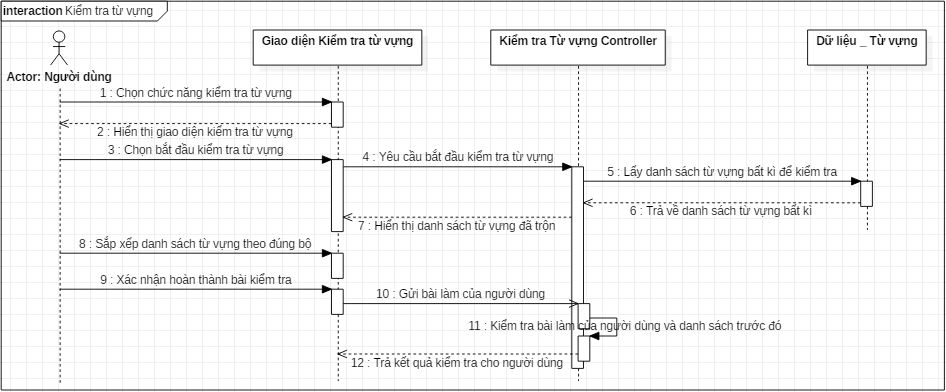 interaction Kiểm tra từ vựng
Giao diện Kiểm tra từ vựng
Kiểm tra Từ vựng Controller
Dữ liệu _ Từ vựng
Actor: Người dùng
1 : Chọn chức năng kiểm tra từ vựng
2 : Hiển thị giao diện kiểm tra từ vựng
3 : Chọn bắt đầu kiểm tra từ vựng
4 : Yêu cầu bắt đầu kiểm tra từ vựng
5 : Lấy danh sách từ vựng bất kì để kiểm tra
6 : Trả về danh sách từ vựng bất kì
7 : Hiển thị danh sách từ vựng đã trộn
8 : Sắp xếp danh sách từ vựng theo đúng bộ
9 : Xác nhận hoàn thành bài kiểm tra
10 : Gửi bài làm của người dùng
11 : Kiểm tra bài làm của người dùng và danh sách trước đó
12 : Trả kết quả kiểm tra cho người dùng